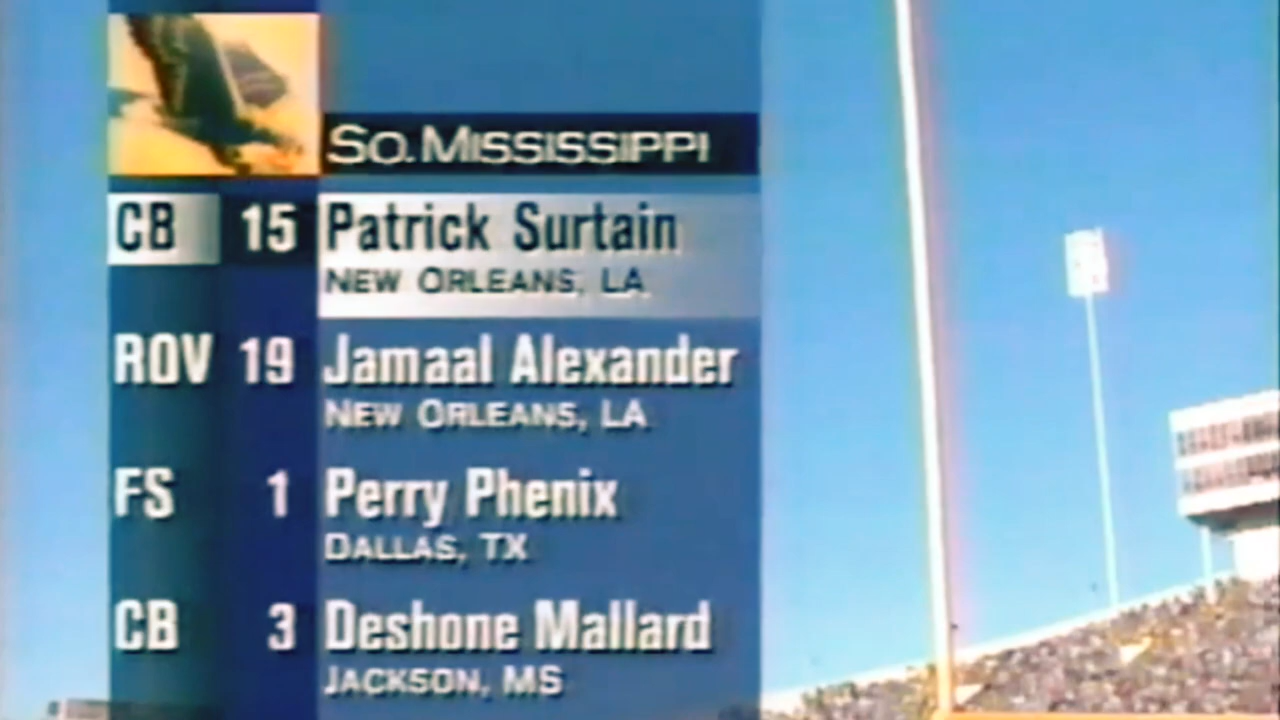 So. Mississippi
CB 15 Patrick Surtain
New Orleans, LA
ROV 19 Jamaal Alexander
New Orleans, LA
FS 1 Perry Phenix
Dallas, TX
CB 3 Deshone Mallard
Jackson, MS